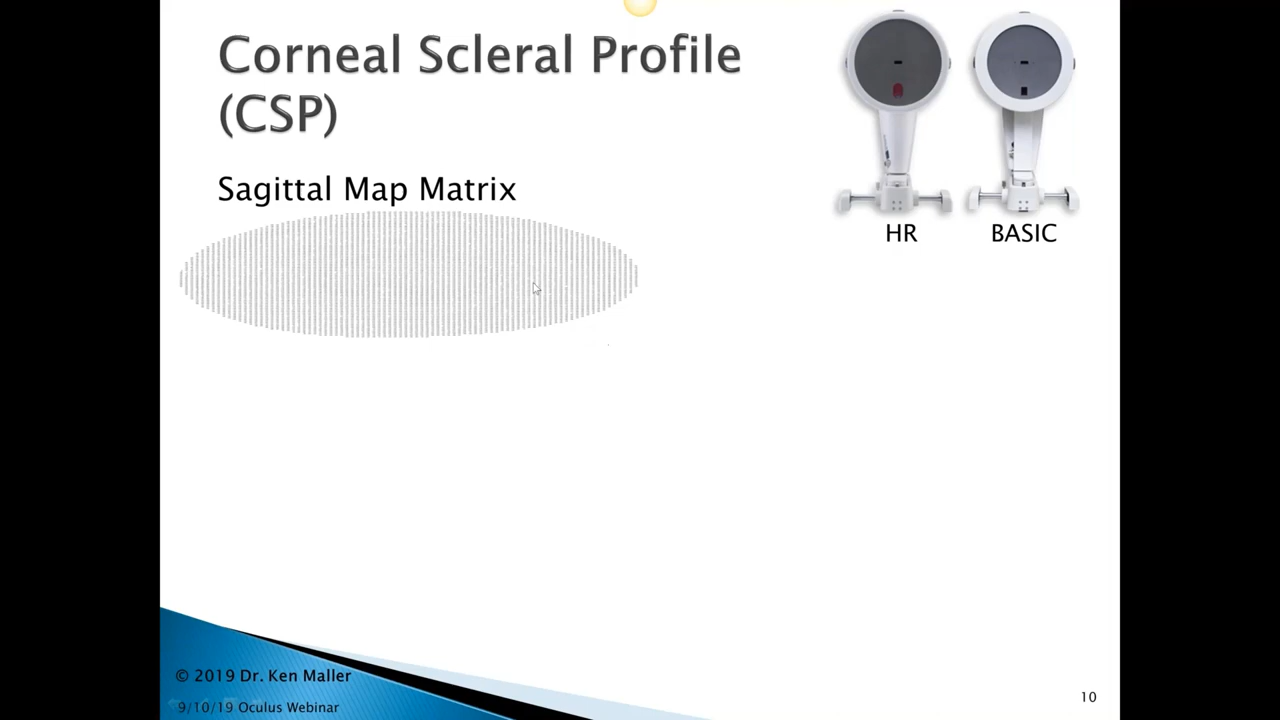 Corneal Scleral Profile
(CSP)
Sagittal Map Matrix
HR
BASIC
© 2019 Dr. Ken Maller
9/10/19 Oculus Webinar
10